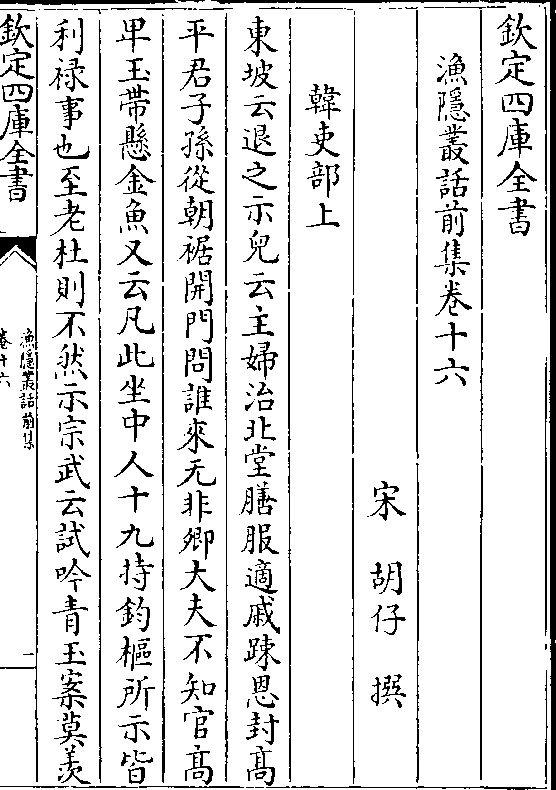 欽定四庫全書
漁隱叢話前集卷十六
宋　胡仔　撰
韓吏部上
東坡云退之示兒云主婦治北堂膳服適戚踈恩封髙
平君子孫從朝裾開門問誰來无非卿大夫不知官髙
卑玉帶懸金魚又云凡此坐中人十九持鈞樞所示皆
利禄事也至老杜則不然示宗武云試吟青玉案莫羡
欽定四庫全書
漁隱叢話前集
卷十六
一